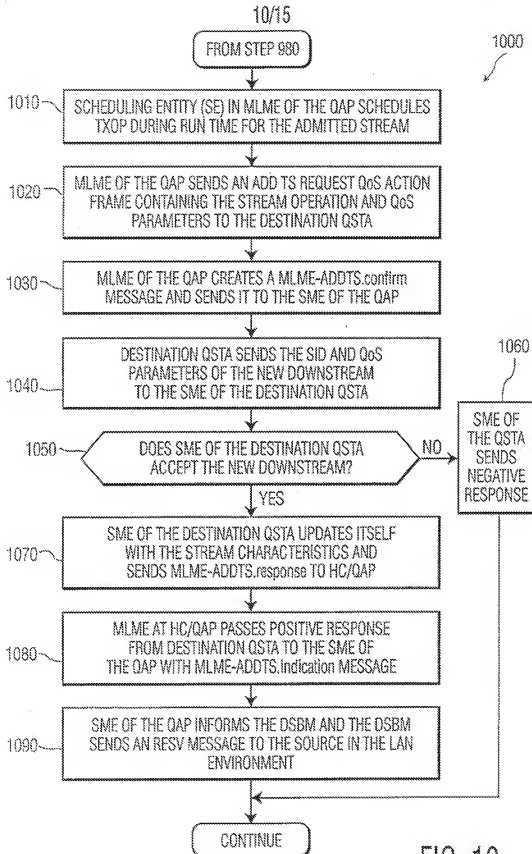 10/15
FROM STEP 980
1000
1010
SCHEDULING ENTITY (SE) IN MLME OF THE QAP SCHEDULES
TXOP DURING RUN TIME FOR THE ADMITTED STREAM
1020
MLME OF THE QAP SENDS AN ADD TS REQUEST QoS ACTION
FRAME CONTAINING THE STREAM OPERATION AND QoS
PARAMETERS TO THE DESTINATION QSTA
1030
MLME OF THE QAP CREATES A MLME-ADDTS.confirm
MESSAGE AND SENDS IT TO THE SME OF THE QAP
1040
DESTINATION QSTA SENDS THE SID AND QoS
PARAMETERS OF THE NEW DOWNSTREAM
TO THE SME OF THE DESTINATION QSTA
1050
DOES SME OF THE DESTINATION QSTA
ACCEPT THE NEW DOWNSTREAM?
NO
1060
SME OF
THE QSTA
SENDS
NEGATIVE
RESPONSE
YES
1070
SME OF THE DESTINATION QSTA UPDATES ITSELF
WITH THE STREAM CHARACTERISTICS AND
SENDS MLME-ADDTS.response TO HC/QAP
1080
MLME AT HC/QAP PASSES POSITIVE RESPONSE
FROM DESTINATION QSTA TO THE SME OF
THE QAP WITH MLME-ADDTS.indication MESSAGE
1090
SME OF THE QAP INFORMS THE DSBM AND THE DSBM
SENDS AN RESV MESSAGE TO THE SOURCE IN THE LAN
ENVIRONMENT
CONTINUE
FIG. 10